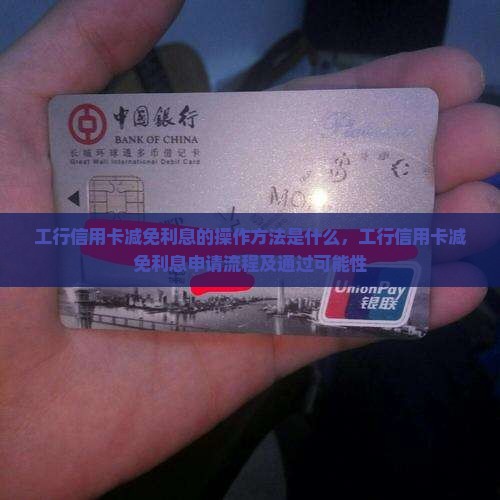 中国银行
BANK OF CHINA
长城环球通多币借记卡
Great Wall International Debit Card
工行信用卡减免利息的操作方法是什么，工行信用卡减
免利息申请流程及通过可能性
UnionPay
银联